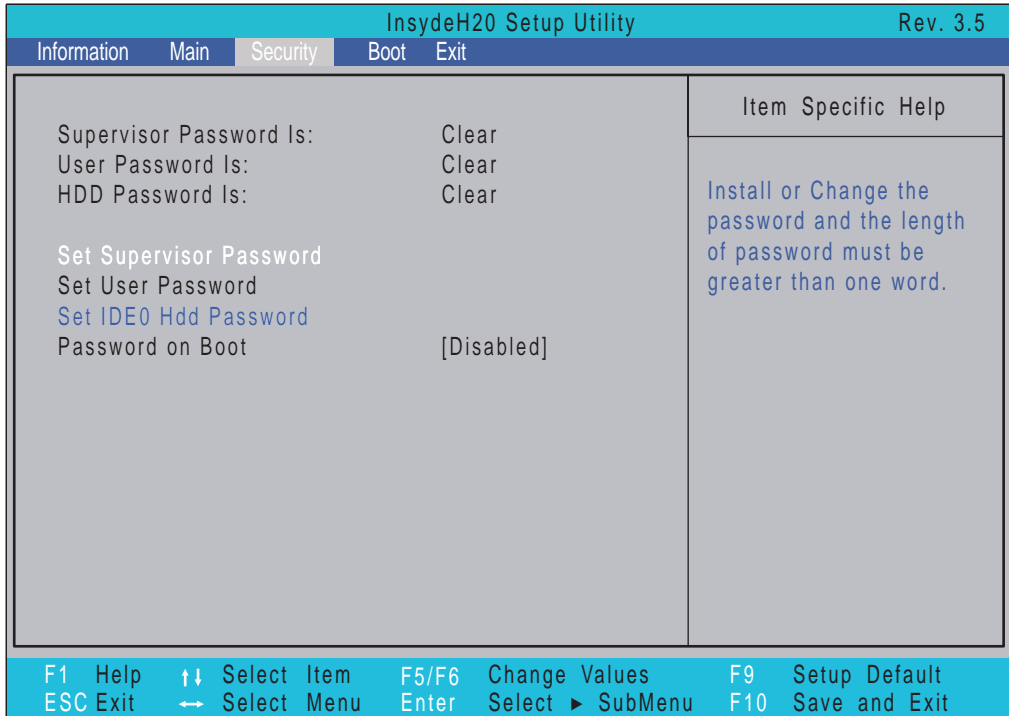 InsydeH20 Setup Utility Rev. 3.5
Information Main Security Boot Exit
Supervisor Password Is: Clear
User Password Is: Clear
HDD Password Is: Clear
Set Supervisor Password
Set User Password
Set IDE0 Hdd Password
Password on Boot [Disabled]
Item Specific Help
Install or Change the
password and the length
of password must be
greater than one word.
F1 Help ↑↓ Select Item F5/F6 Change Values F9 Setup Default
ESC Exit ↔ Select Menu Enter Select ► SubMenu F10 Save and Exit